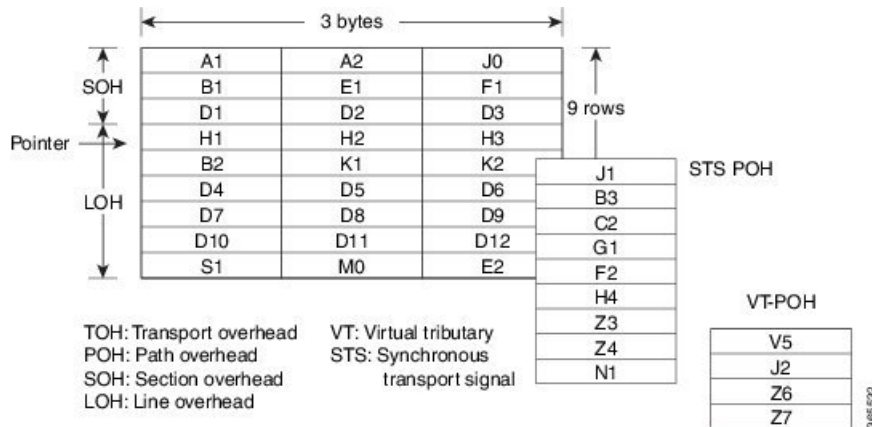 3 bytes
A1 A2 J0
SOH B1 E1 F1
D1 D2 D3 9 rows
Pointer H1 H2 H3
B2 K1 K2
J1 STS POH
D4 D5 D6
B3
LOH D7 D8 D9
C2
D10 D11 D12
G1
S1 M0 E2
F2
H4
VT-POH
TOH: Transport overhead VT: Virtual tributary
Z3
V5
POH: Path overhead STS: Synchronous
Z4
J2
SOH: Section overhead transport signal
N1
Z6
LOH: Line overhead
Z7